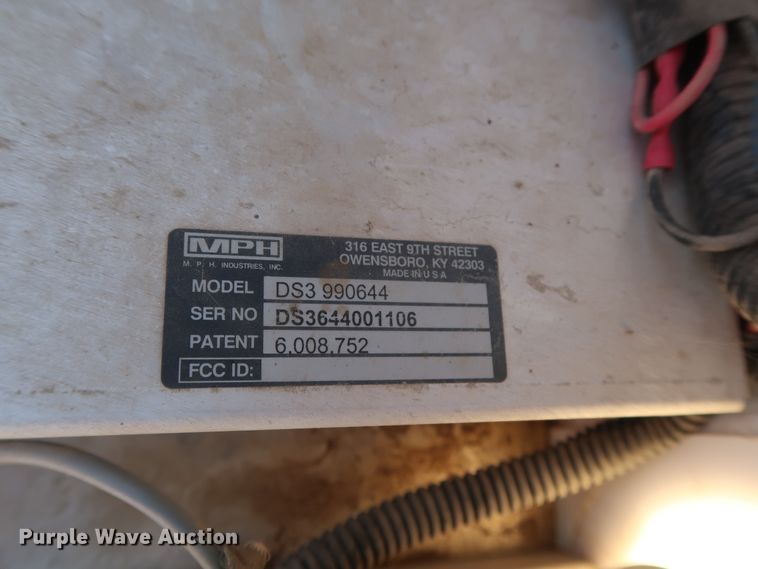 MPH
M. P. H. INDUSTRIES, INC.
316 EAST 9TH STREET
OWENSBORO, KY 42303
MADE IN U S A
MODEL DS3 990644
SER NO DS3644001106
PATENT 6,008,752
FCC ID:
Purple Wave Auction